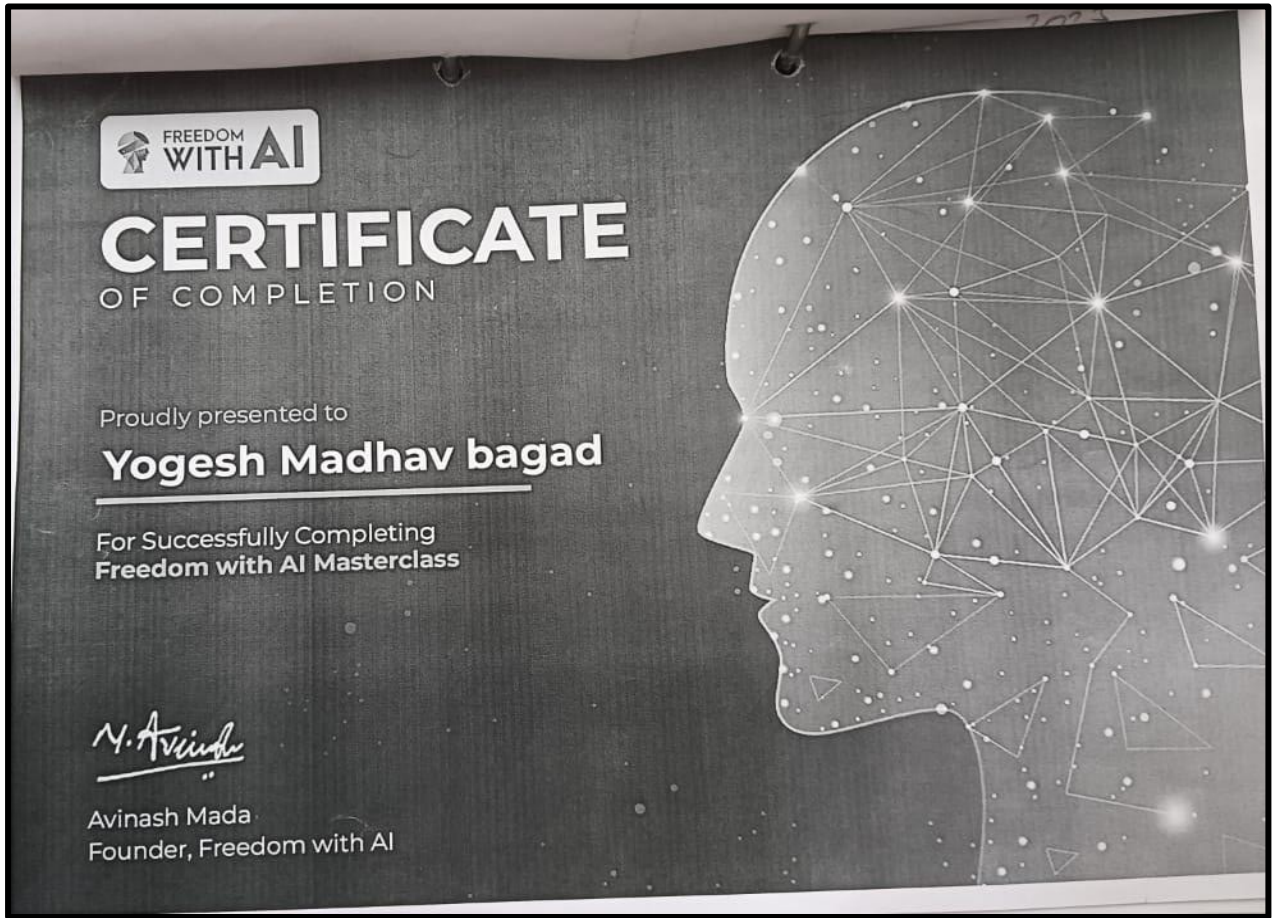 FREEDOM
WITH AI
CERTIFICATE
OF COMPLETION
Proudly presented to
Yogesh Madhav bagad
For Successfully Completing
Freedom with AI Masterclass
Avinash Mada
Founder, Freedom with AI